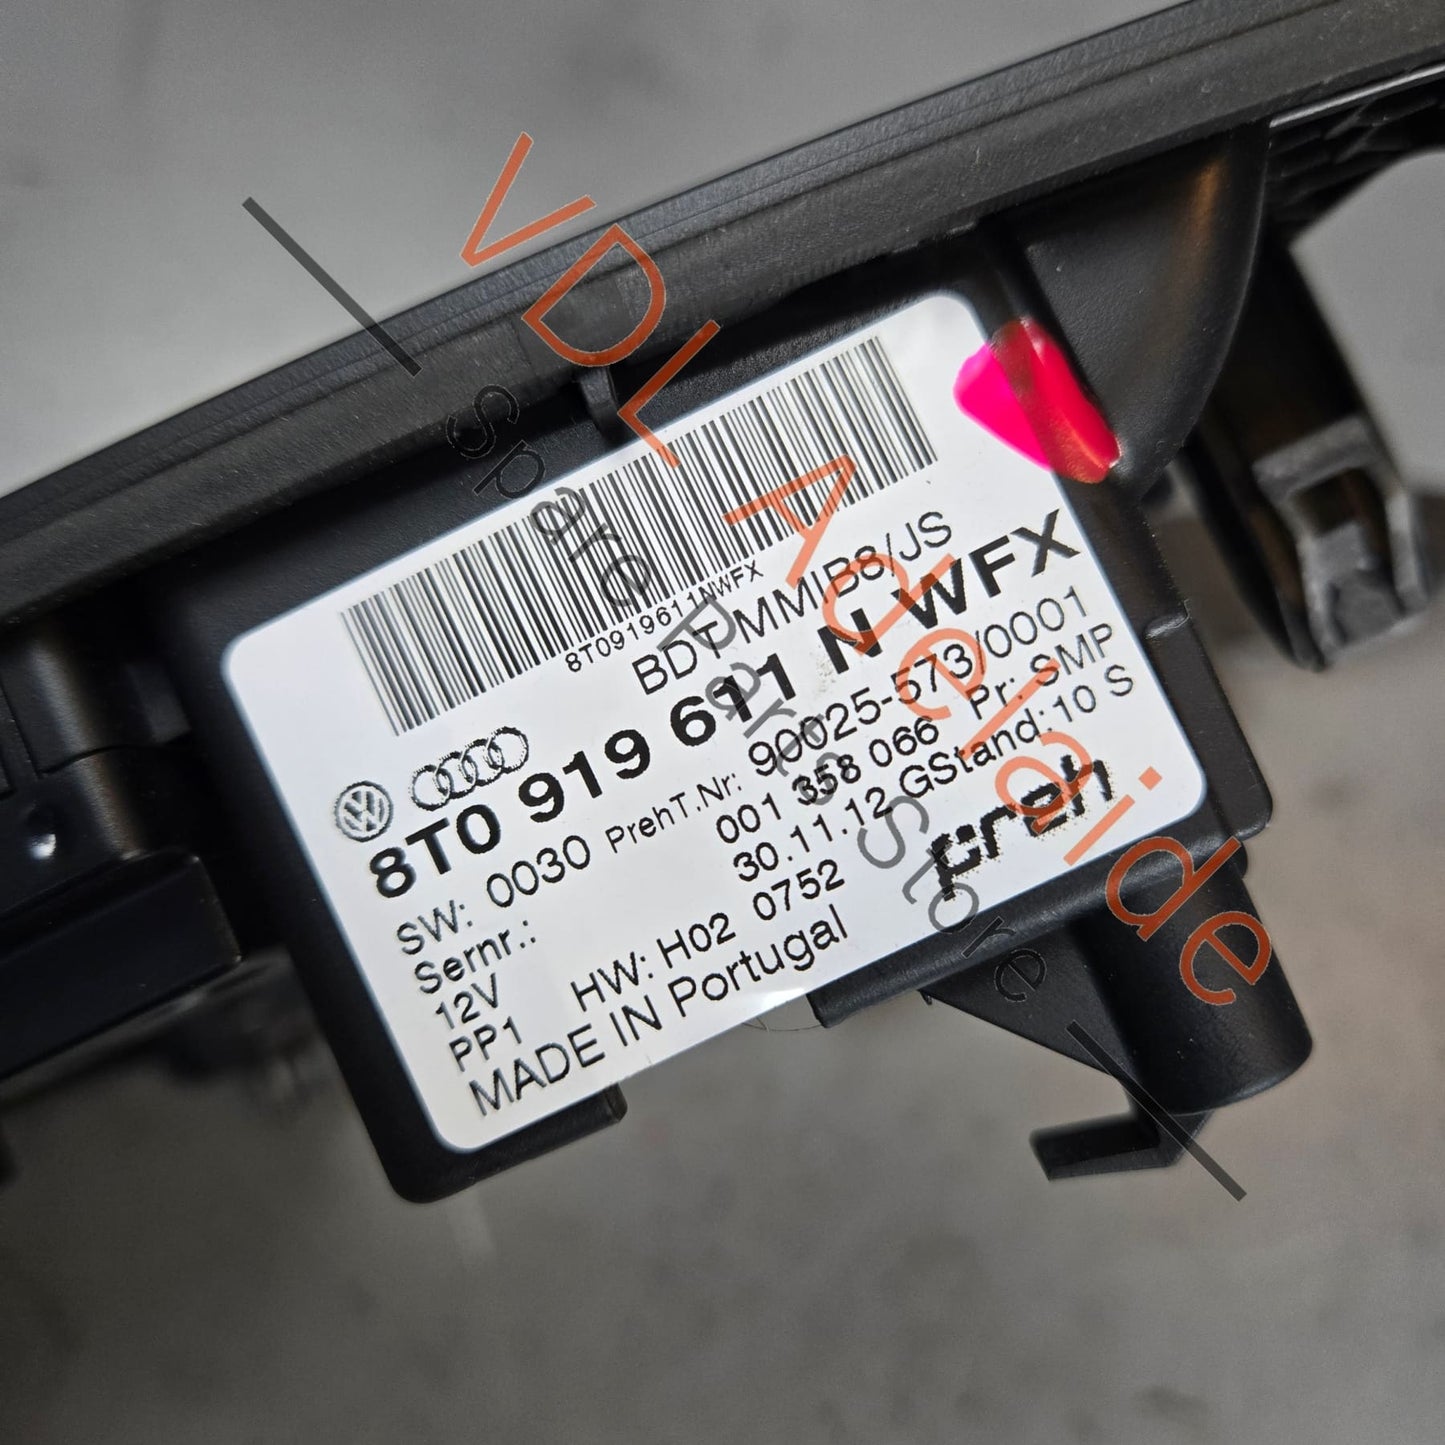 8T0919611NWFX
BDT MMIB8/JS
8T0 919 611 N WFX
SW: 0030 PrehT.Nr: 90025-573/0001
Sernr.: 001 358 066 Pr: SMP
12V 30.11.12 GStand:10 S
PP1 HW: H02 0752
MADE IN Portugal
preh
VDL Adelaide
| Spare Parts Store |